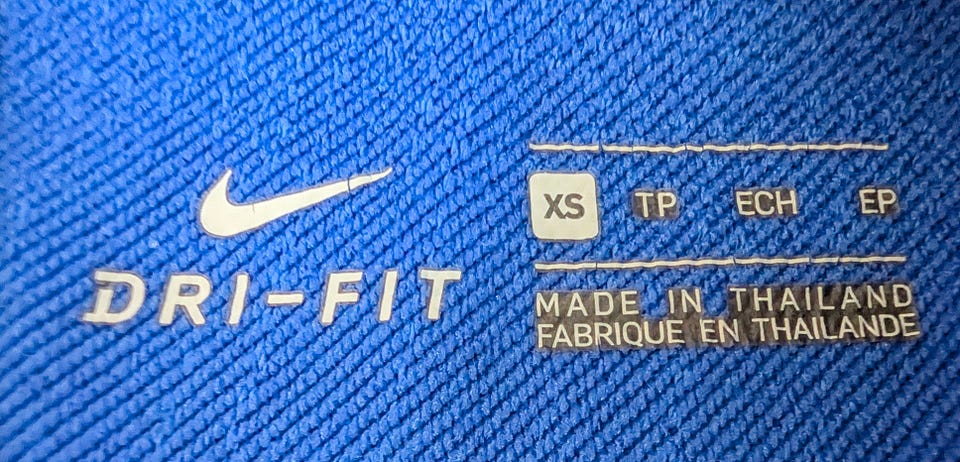 DRI-FIT
XS TP ECH EP
MADE IN THAILAND
FABRIQUE EN THAILANDE